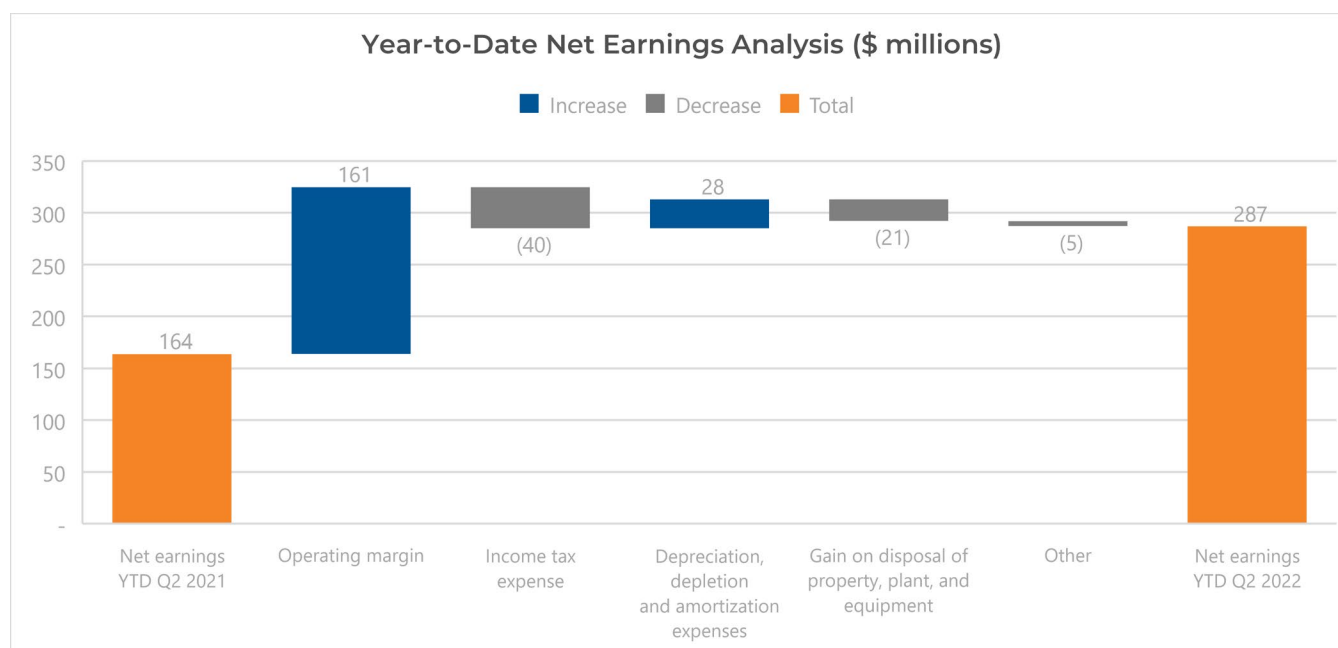 Year-to-Date Net Earnings Analysis ($ millions)
Increase Decrease Total
350
300
250
200
150
100
50
-
164
161
(40)
28
(21)
(5)
287
Net earnings
YTD Q2 2021
Operating margin
Income tax
expense
Depreciation,
depletion
and amortization
expenses
Gain on disposal of
property, plant, and
equipment
Other
Net earnings
YTD Q2 2022